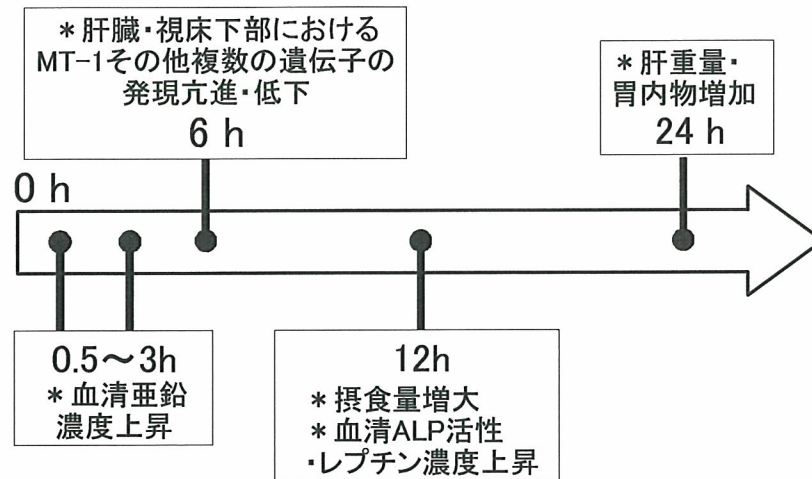 ＊肝臓・視床下部における
MT-1その他複数の遺伝子の
発現亢進・低下
6 h
＊肝重量・
胃内物増加
24 h
0 h
0.5～3h
＊血清亜鉛
濃度上昇
12h
＊摂食量増大
＊血清ALP活性
・レプチン濃度上昇